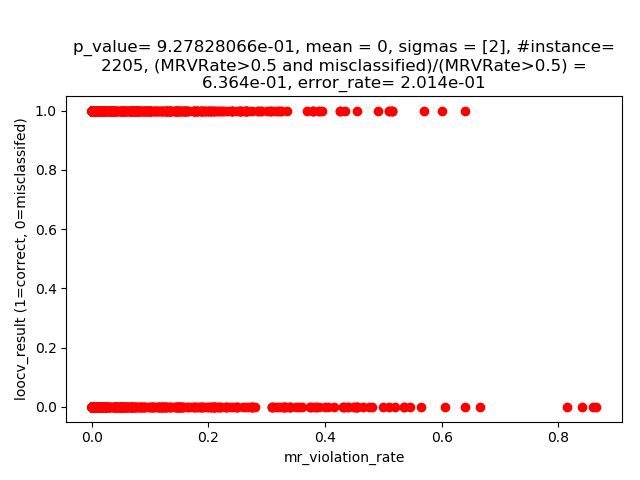 p_value= 9.27828066e-01, mean = 0, sigmas = [2], #instance=
2205, (MRVRate>0.5 and misclassified)/(MRVRate>0.5) =
6.364e-01, error_rate= 2.014e-01
1.0
0.8
0.6
0.4
0.2
0.0
loocv_result (1=correct, 0=misclassifed)
0.0 0.2 0.4 0.6 0.8
mr_violation_rate